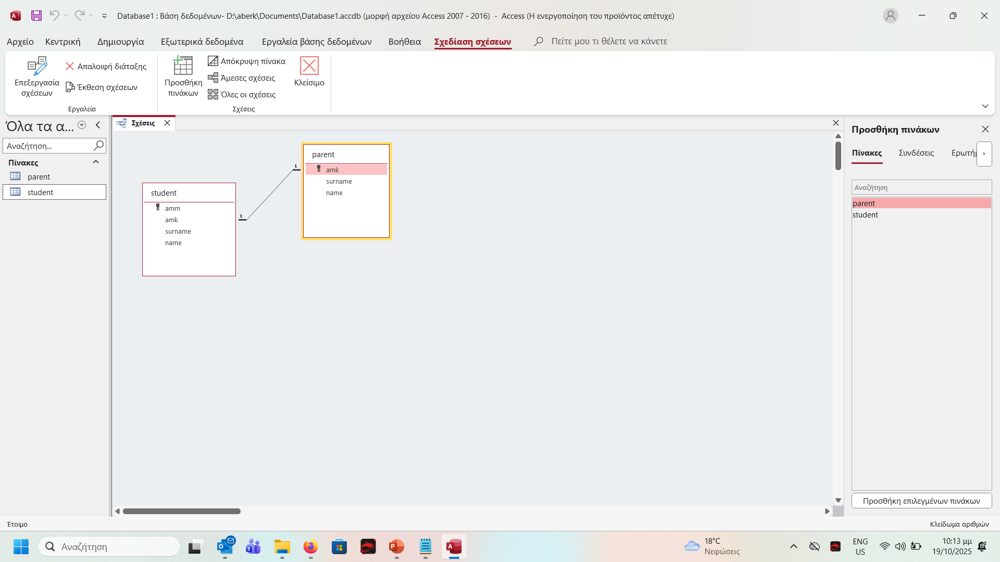 Database1 : Βάση δεδομένων- D:\aberk\Documents\Database1.accdb (μορφή αρχείου Access 2007 - 2016)  -  Access (Η ενεργοποίηση του προϊόντος απέτυχε)
Αρχείο Κεντρική Δημιουργία Εξωτερικά δεδομένα Εργαλεία βάσης δεδομένων Βοήθεια Σχεδίαση σχέσεων Πείτε μου τι θέλετε να κάνετε
Επεξεργασία σχέσεων
Απαλοιφή διάταξης
Έκθεση σχέσεων
Εργαλεία
Προσθήκη πινάκων
Απόκρυψη πίνακα
Άμεσες σχέσεις
Όλες οι σχέσεις
Κλείσιμο
Σχέσεις
Όλα τα α...
Αναζήτηση...
Πίνακες
parent
student
Σχέσεις
student
amm
amk
surname
name
1
1
parent
amk
surname
name
Προσθήκη πινάκων
Πίνακες Συνδέσεις Ερωτήμ
Αναζήτηση
parent
student
Προσθήκη επιλεγμένων πινάκων
Έτοιμο
Κλείδωμα αριθμών
Αναζήτηση
18°C
Νεφώσεις
ENG
US
10:13 μμ
19/10/2025